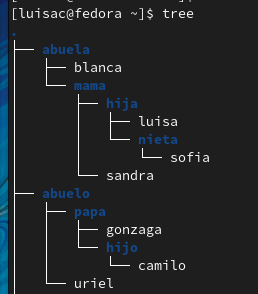 [luisac@fedora ~]$ tree
.
├── abuela
│   ├── blanca
│   └── mama
│       ├── hija
│       │   ├── luisa
│       │   └── nieta
│       │       └── sofia
│       └── sandra
├── abuelo
│   ├── papa
│   │   ├── gonzaga
│   │   └── hijo
│   │       └── camilo
│   └── uriel